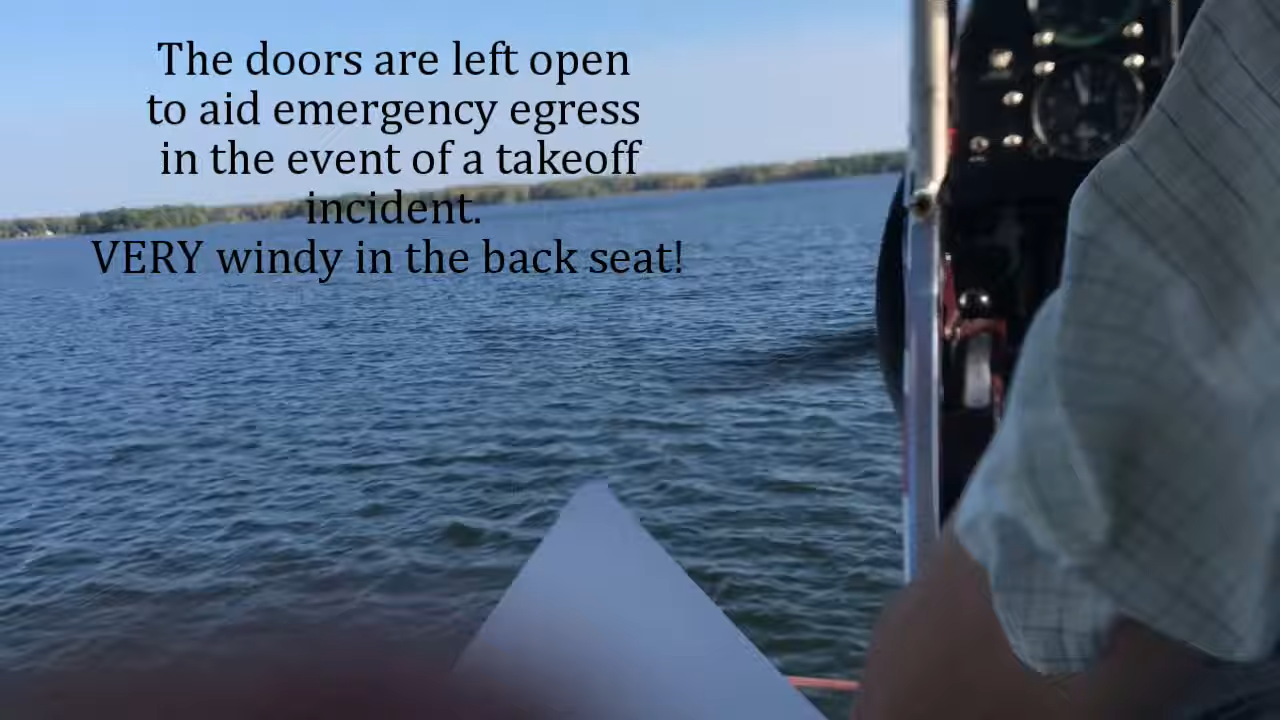 The doors are left open
to aid emergency egress
in the event of a takeoff
incident.
VERY windy in the back seat!